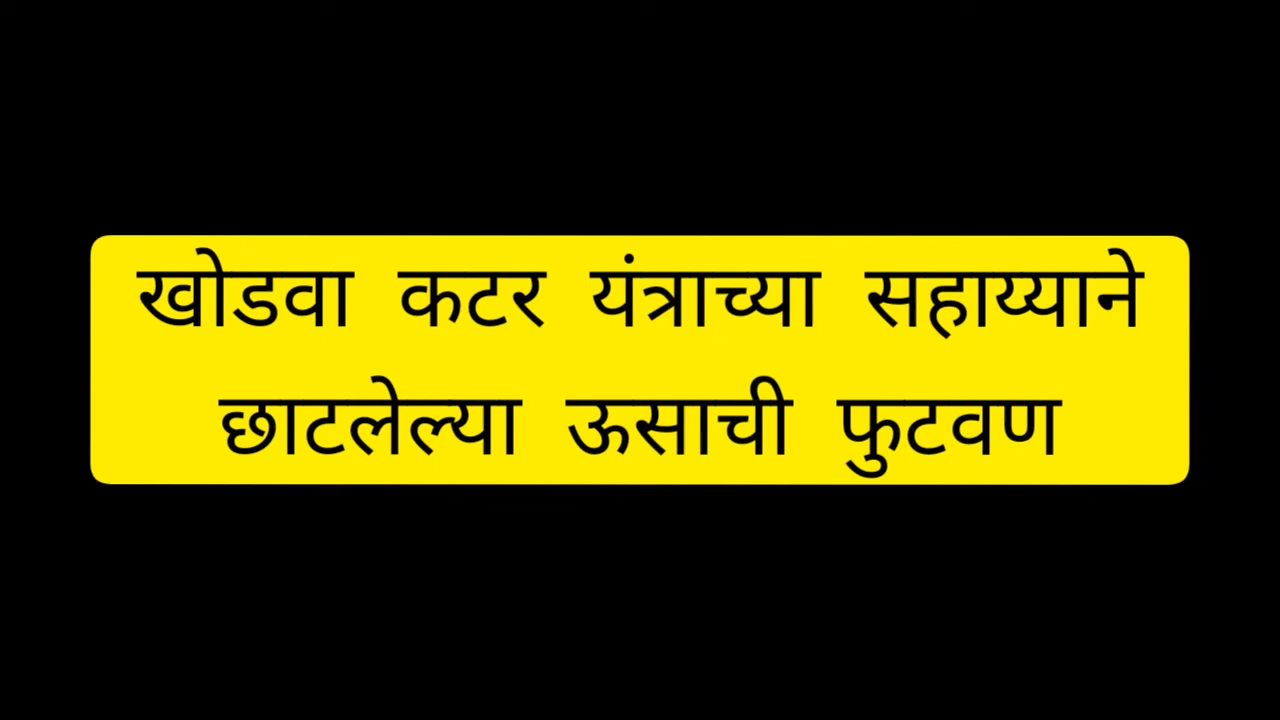 खोडवा कटर यंत्राच्या सहाय्याने
छाटलेल्या ऊसाची फुटवण